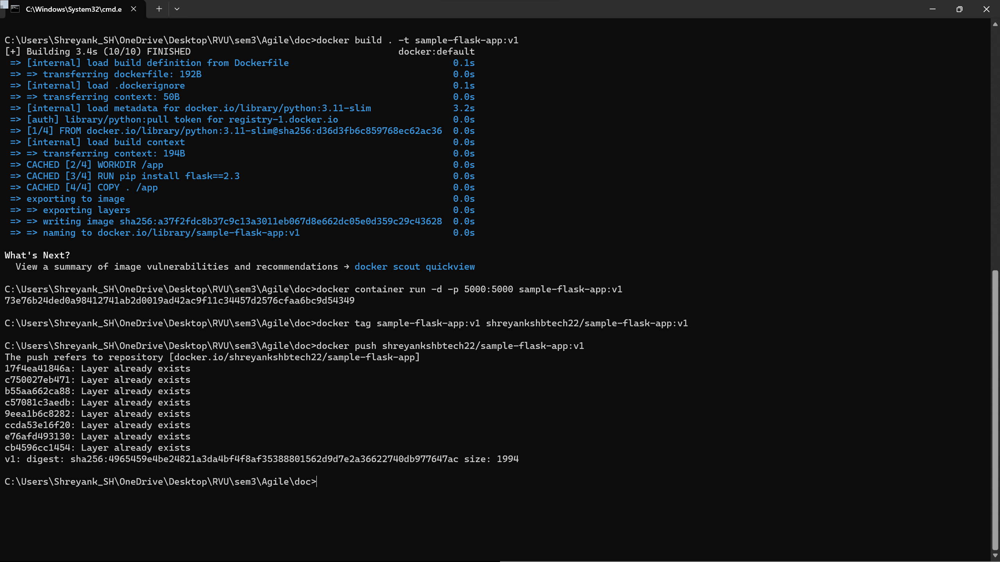 C:\Windows\System32\cmd.e
C:\Users\Shreyank_SH\OneDrive\Desktop\RVU\sem3\Agile\doc>docker build . -t sample-flask-app:v1
[+] Building 3.4s (10/10) FINISHED docker:default
=> [internal] load build definition from Dockerfile 0.1s
=> => transferring dockerfile: 192B 0.0s
=> [internal] load .dockerignore 0.1s
=> => transferring context: 50B 0.0s
=> [internal] load metadata for docker.io/library/python:3.11-slim 3.2s
=> [auth] library/python:pull token for registry-1.docker.io 0.0s
=> [1/4] FROM docker.io/library/python:3.11-slim@sha256:d36d3fb6c859768ec62ac36 0.0s
=> [internal] load build context 0.0s
=> => transferring context: 194B 0.0s
=> CACHED [2/4] WORKDIR /app 0.0s
=> CACHED [3/4] RUN pip install flask==2.3 0.0s
=> CACHED [4/4] COPY . /app 0.0s
=> exporting to image 0.0s
=> => exporting layers 0.0s
=> => writing image sha256:a37f2fdc8b37c9c13a3011eb067d8e662dc05e0d359c29c43628 0.0s
=> => naming to docker.io/library/sample-flask-app:v1 0.0s
What's Next?
View a summary of image vulnerabilities and recommendations → docker scout quickview
C:\Users\Shreyank_SH\OneDrive\Desktop\RVU\sem3\Agile\doc>docker container run -d -p 5000:5000 sample-flask-app:v1
73e76b24ded0a98412741ab2d0019ad42ac9f11c34457d2576cfaa6bc9d54349
C:\Users\Shreyank_SH\OneDrive\Desktop\RVU\sem3\Agile\doc>docker tag sample-flask-app:v1 shreyankshbtech22/sample-flask-app:v1
C:\Users\Shreyank_SH\OneDrive\Desktop\RVU\sem3\Agile\doc>docker push shreyankshbtech22/sample-flask-app:v1
The push refers to repository [docker.io/shreyankshbtech22/sample-flask-app]
17f4ea41846a: Layer already exists
c750027eb471: Layer already exists
b55aa662ca88: Layer already exists
c57081c3aedb: Layer already exists
9eea1b6c8282: Layer already exists
ccda53e16f20: Layer already exists
e76afd493130: Layer already exists
cb4596cc1454: Layer already exists
v1: digest: sha256:4965459e4be24821a3da4bf4f8af35388801562d9d7e2a36622740db977647ac size: 1994
C:\Users\Shreyank_SH\OneDrive\Desktop\RVU\sem3\Agile\doc>